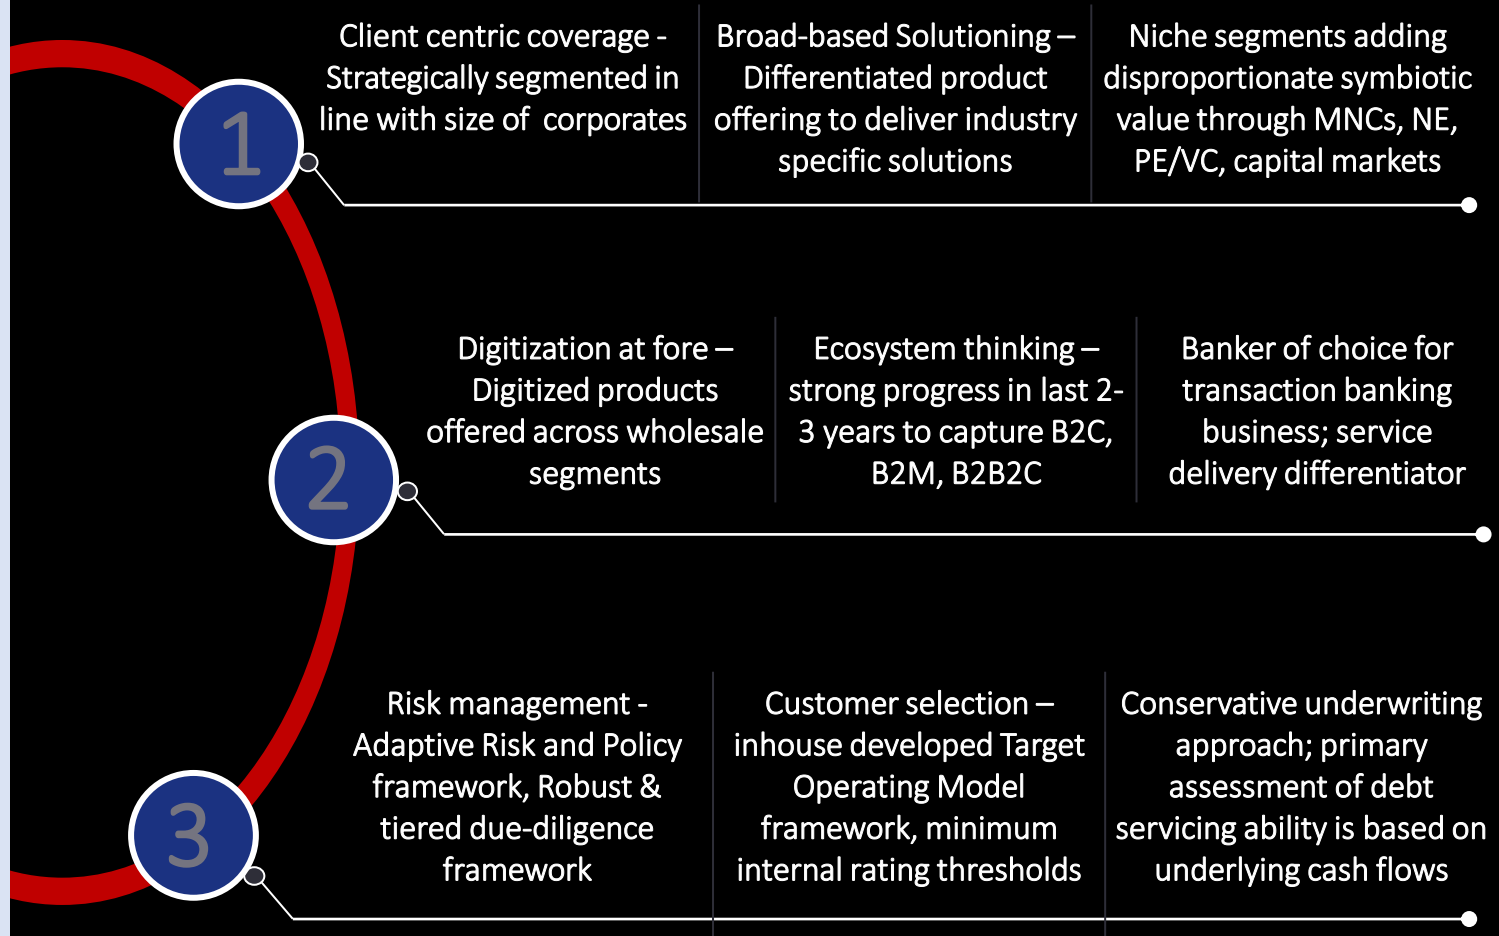 1
Client centric coverage -
Strategically segmented in
line with size of corporates
Broad-based Solutioning –
Differentiated product
offering to deliver industry
specific solutions
Niche segments adding
disproportionate symbiotic
value through MNCs, NE,
PE/VC, capital markets
2
Digitization at fore –
Digitized products
offered across wholesale
segments
Ecosystem thinking –
strong progress in last 2-
3 years to capture B2C,
B2M, B2B2C
Banker of choice for
transaction banking
business; service
delivery differentiator
3
Risk management -
Adaptive Risk and Policy
framework, Robust &
tiered due-diligence
framework
Customer selection –
inhouse developed Target
Operating Model
framework, minimum
internal rating thresholds
Conservative underwriting
approach; primary
assessment of debt
servicing ability is based on
underlying cash flows